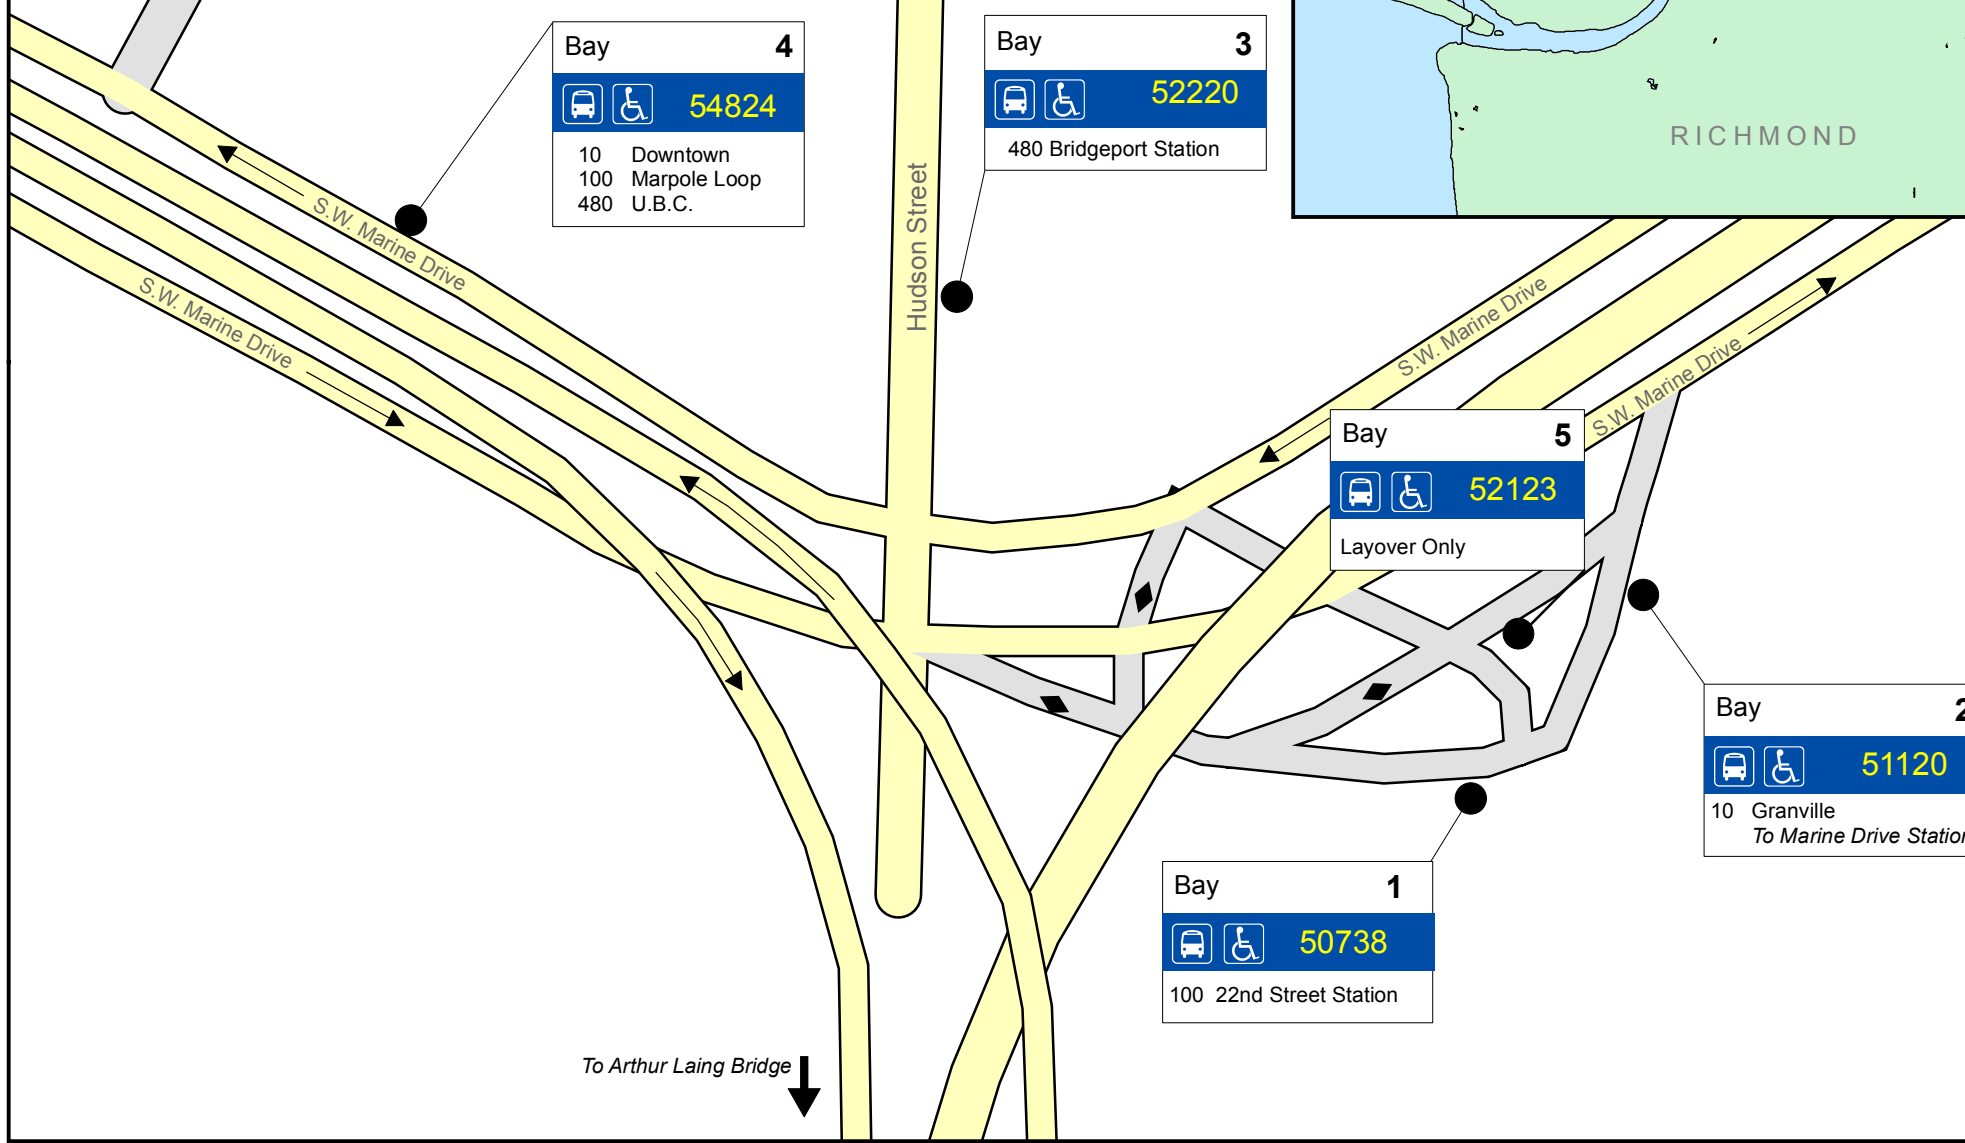 Bay 4
54824
10 Downtown
100 Marpole Loop
480 U.B.C.
Bay 3
52220
480 Bridgeport Station
RICHMOND
Hudson Street
S.W. Marine Drive
S.W. Marine Drive
S.W. Marine Drive
S.W. Marine Drive
Bay 5
52123
Layover Only
Bay 2
51120
10 Granville
To Marine Drive Station
Bay 1
50738
100 22nd Street Station
To Arthur Laing Bridge